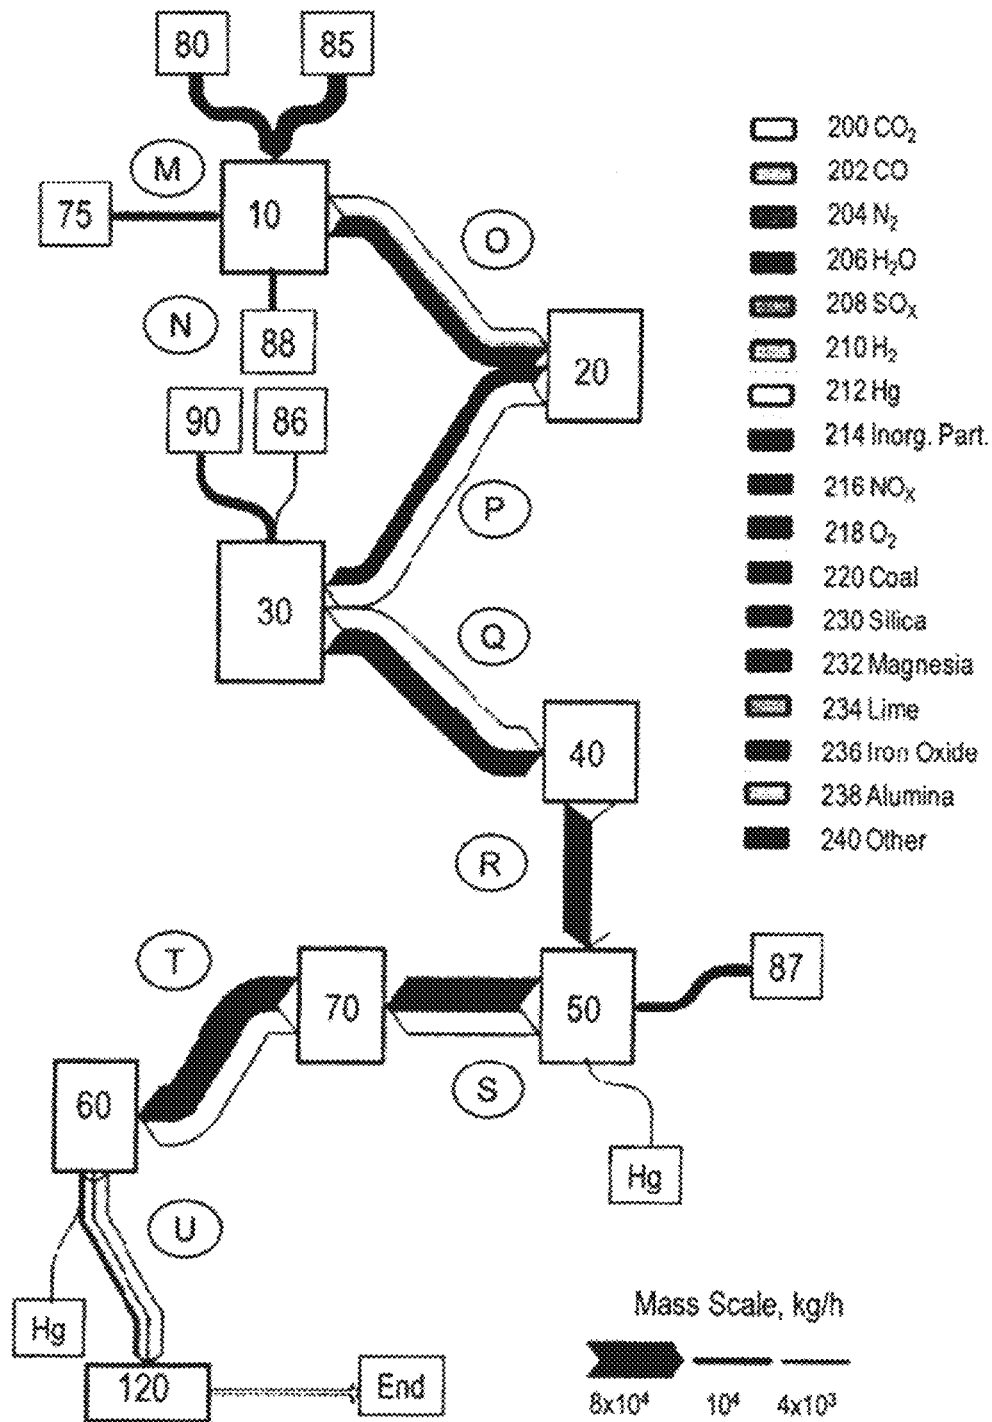 80
85
M
75
10
O
N
88
20
90
86
P
30
Q
40
R
T
70
50
87
S
60
Hg
U
Hg
120
End
200 CO₂
202 CO
204 N₂
206 H₂O
208 SOₓ
210 H₂
212 Hg
214 Inorg. Part.
216 NOₓ
218 O₂
220 Coal
230 Silica
232 Magnesia
234 Lime
236 Iron Oxide
238 Alumina
240 Other
Mass Scale, kg/h
8x10⁴ 10⁴ 4x10³